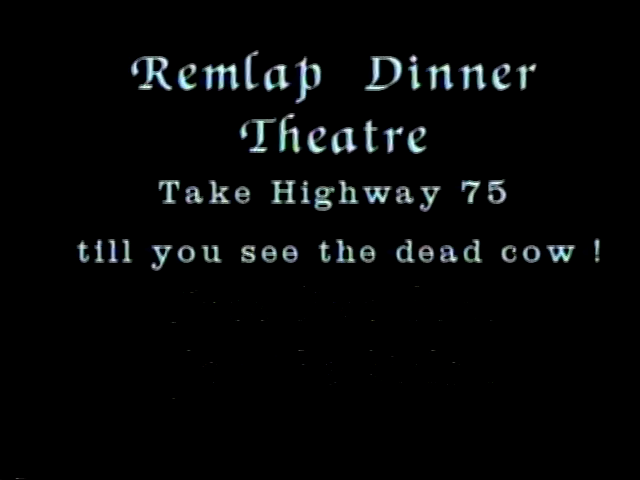 Remlap Dinner
Theatre
Take Highway 75
till you see the dead cow !